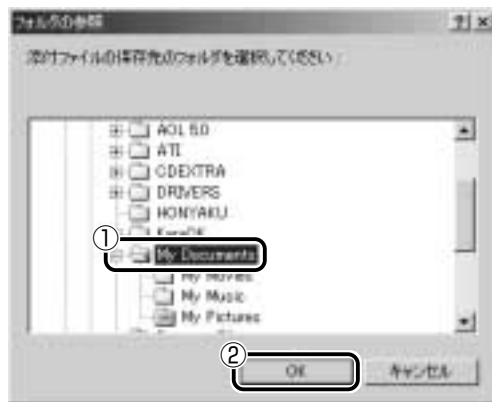 フォルダの参照
? ×
添付ファイルの保存先のフォルダを選択してください：
AOL 5.0
ATI
CDEXTRA
DRIVERS
HONYAKU
①
My Documents
My Movies
My Music
My Pictures
②
OK キャンセル